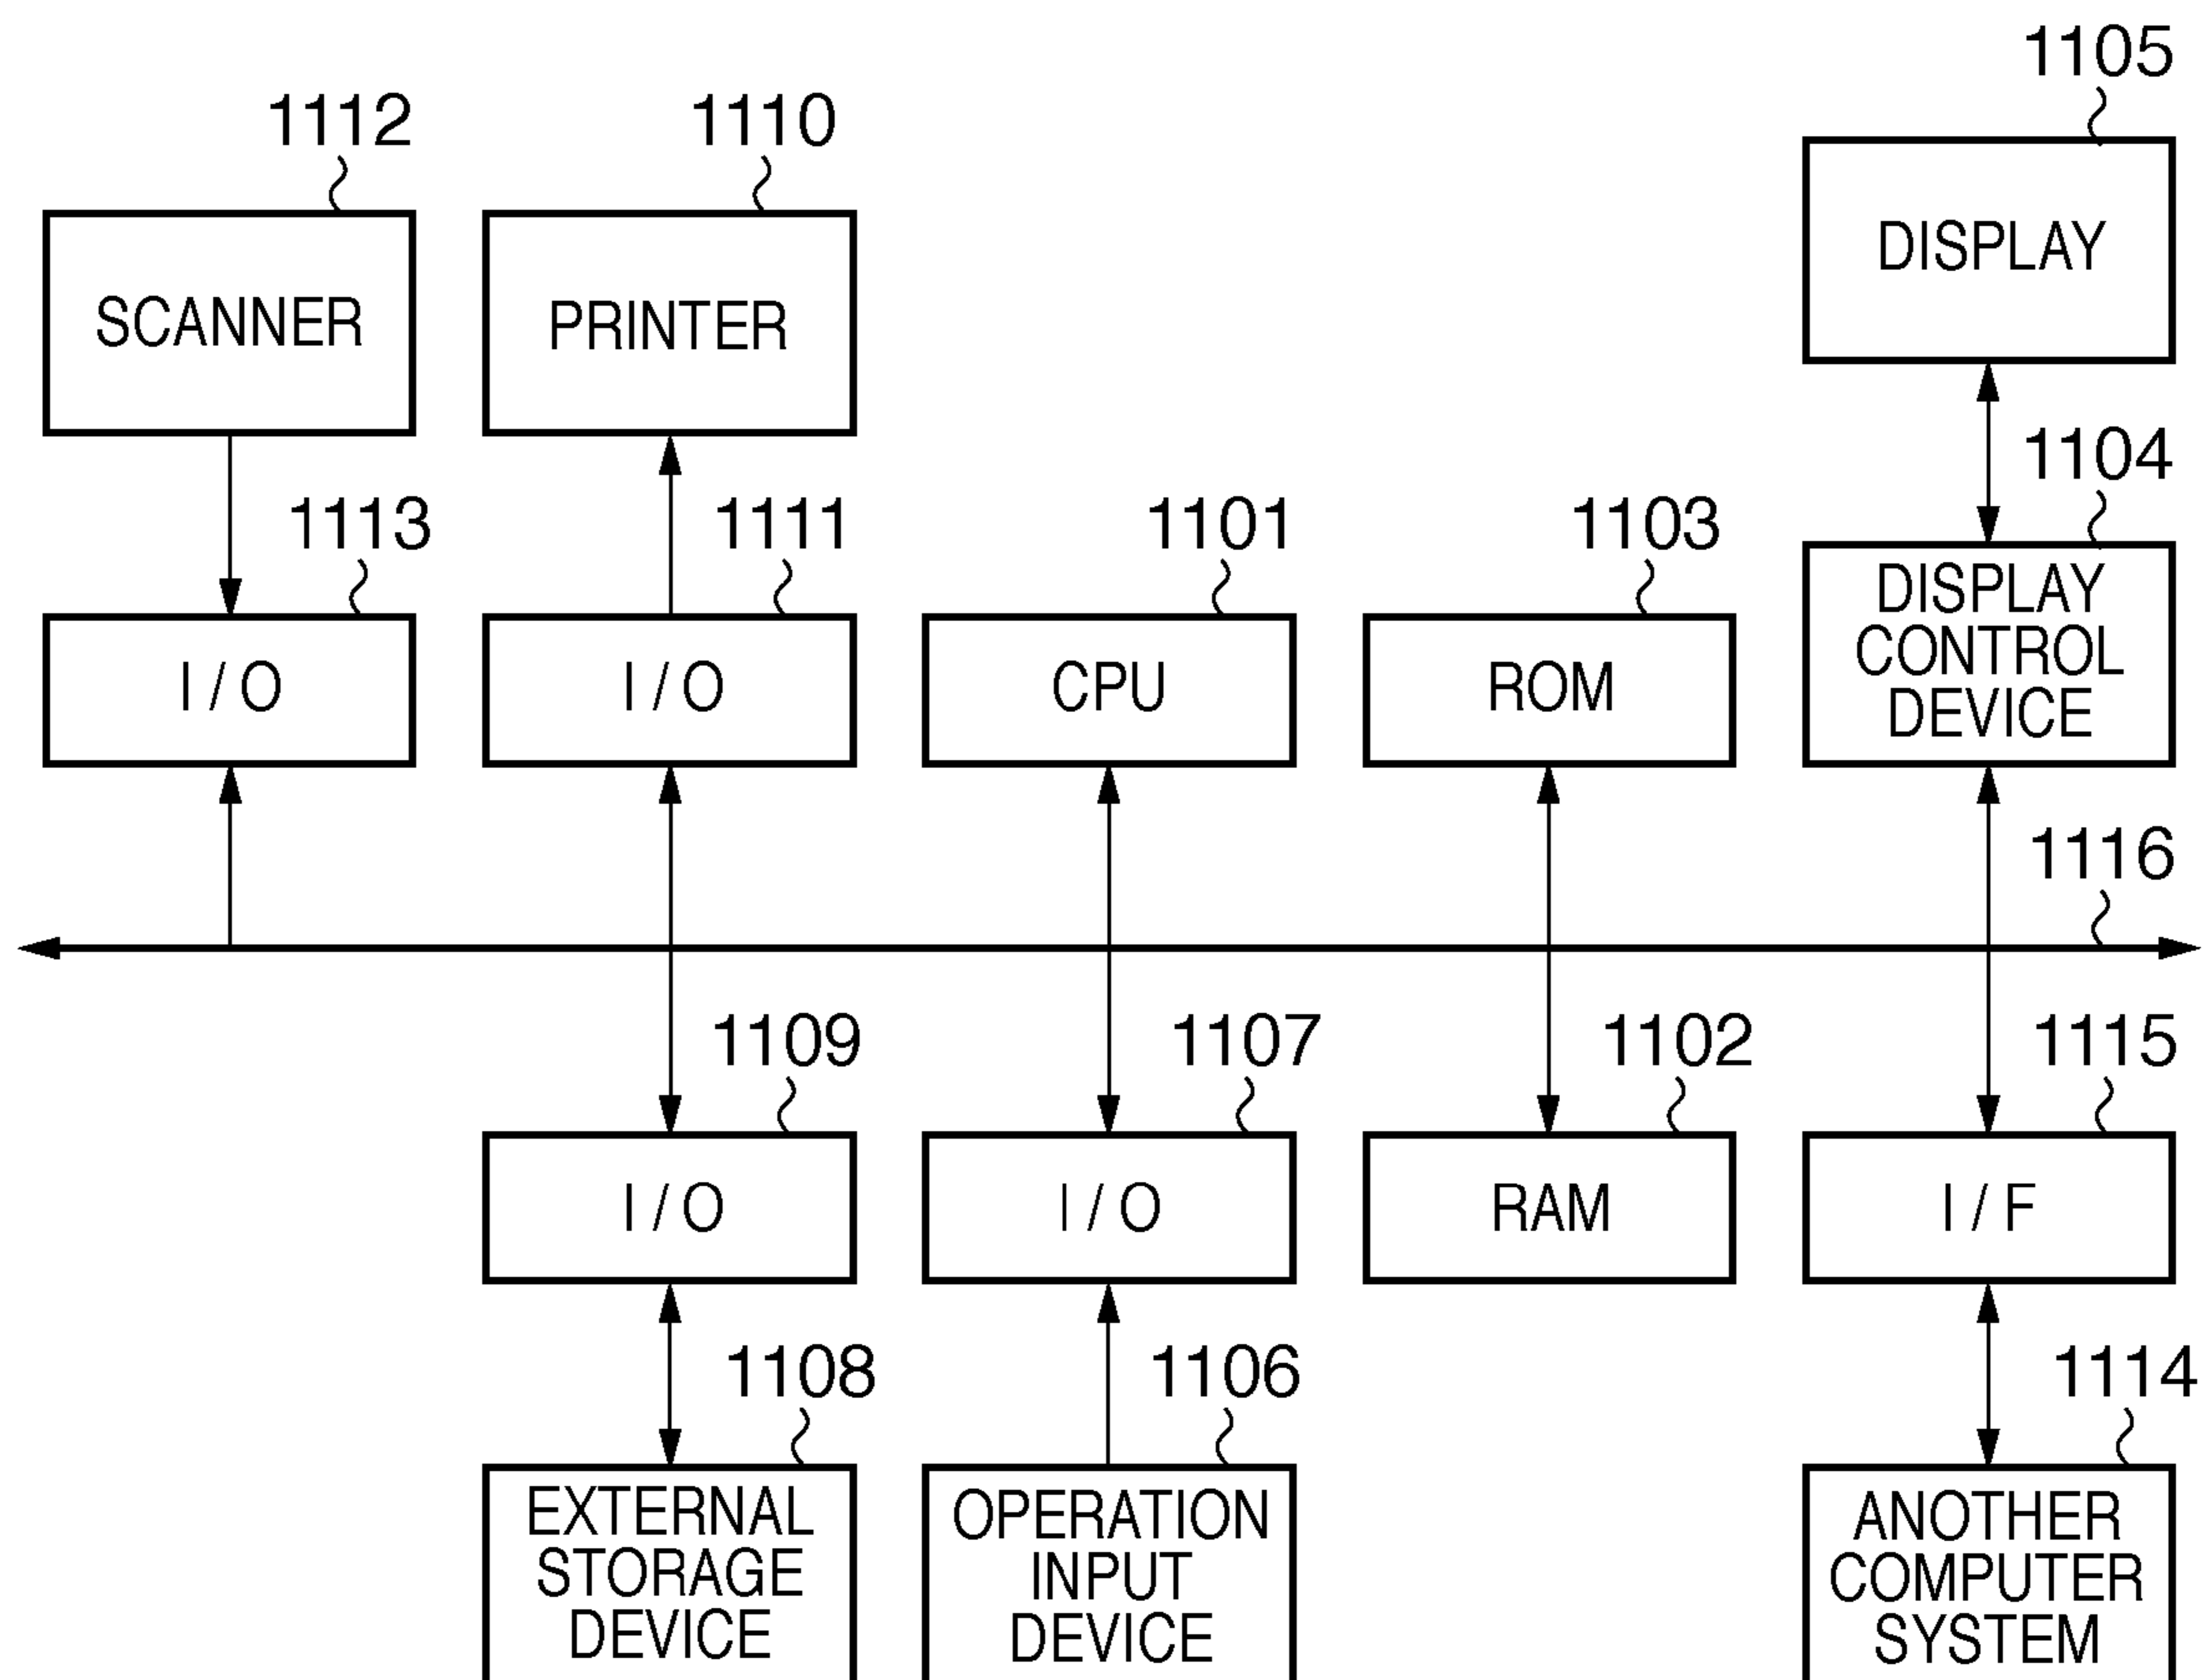 1105
1112
1110
DISPLAY
SCANNER
PRINTER
1104
1113
1111
1101
1103
DISPLAY
CONTROL
DEVICE
I / O
I / O
CPU
ROM
1116
1109
1107
1102
1115
I / O
I / O
RAM
I / F
1108
1106
1114
EXTERNAL
STORAGE
DEVICE
OPERATION
INPUT
DEVICE
ANOTHER
COMPUTER
SYSTEM